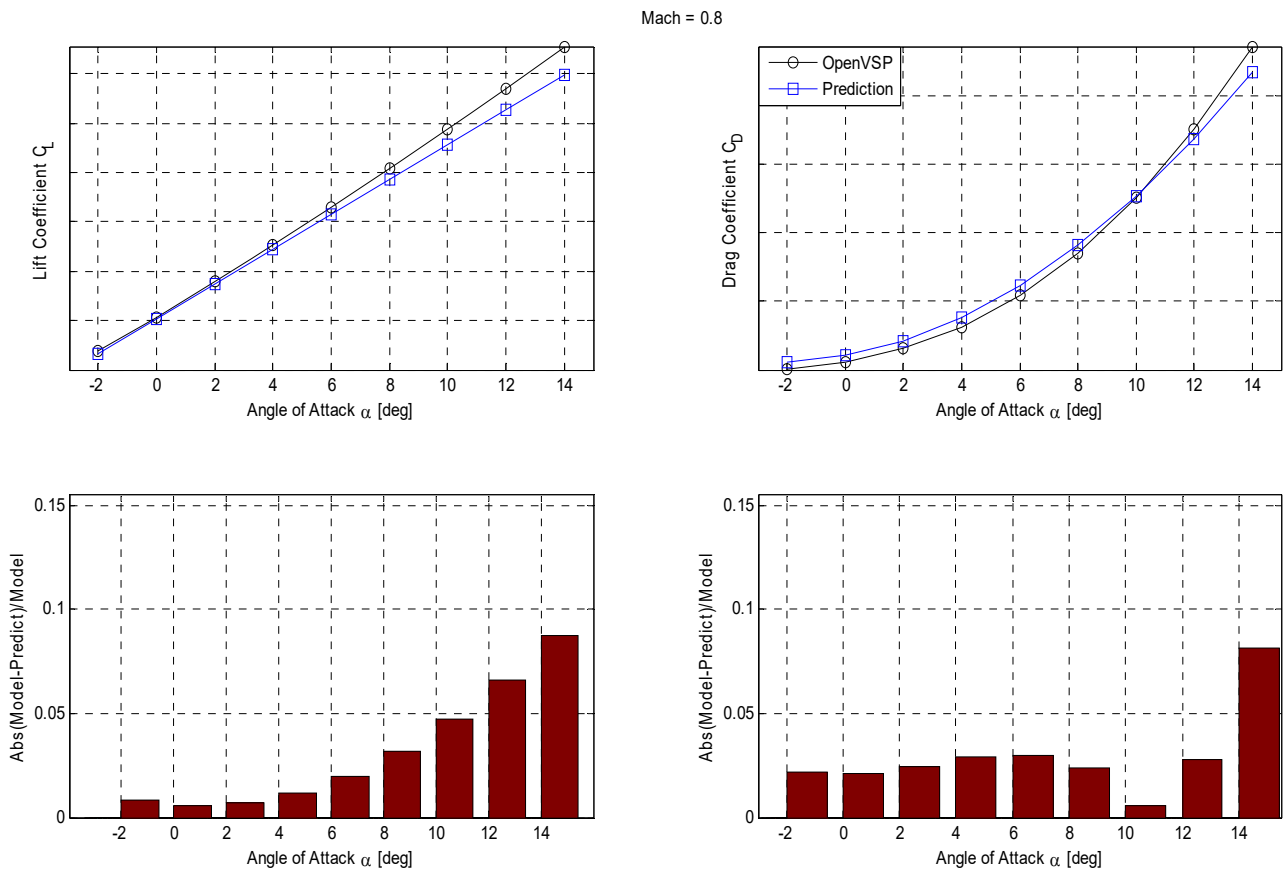 Mach = 0.8
Lift Coefficient C_L
-2 0 2 4 6 8 10 12 14
Angle of Attack α [deg]
OpenVSP
Prediction
Drag Coefficient C_D
-2 0 2 4 6 8 10 12 14
Angle of Attack α [deg]
Abs(Model-Predict)/Model
0.15
0.1
0.05
0
-2 0 2 4 6 8 10 12 14
Angle of Attack α [deg]
Abs(Model-Predict)/Model
0.15
0.1
0.05
0
-2 0 2 4 6 8 10 12 14
Angle of Attack α [deg]